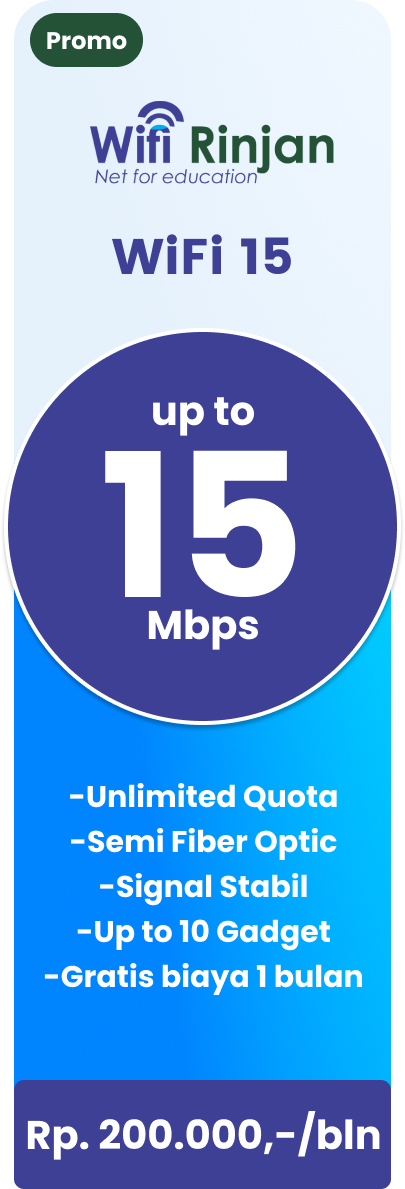 Promo
Wifi Rinjan
Net for education
WiFi 15
up to
15
Mbps
-Unlimited Quota
-Semi Fiber Optic
-Signal Stabil
-Up to 10 Gadget
-Gratis biaya 1 bulan
Rp. 200.000,-/bln